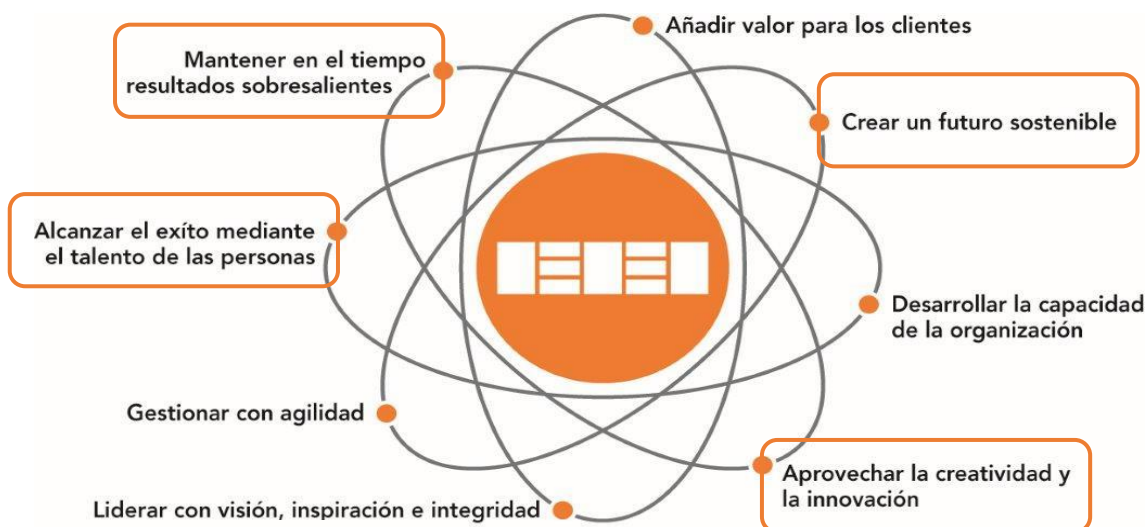 Añadir valor para los clientes
Mantener en el tiempo
resultados sobresalientes
Crear un futuro sostenible
Alcanzar el exíto mediante
el talento de las personas
Desarrollar la capacidad
de la organización
Gestionar con agilidad
Aprovechar la creatividad y
la innovación
Liderar con visión, inspiración e integridad